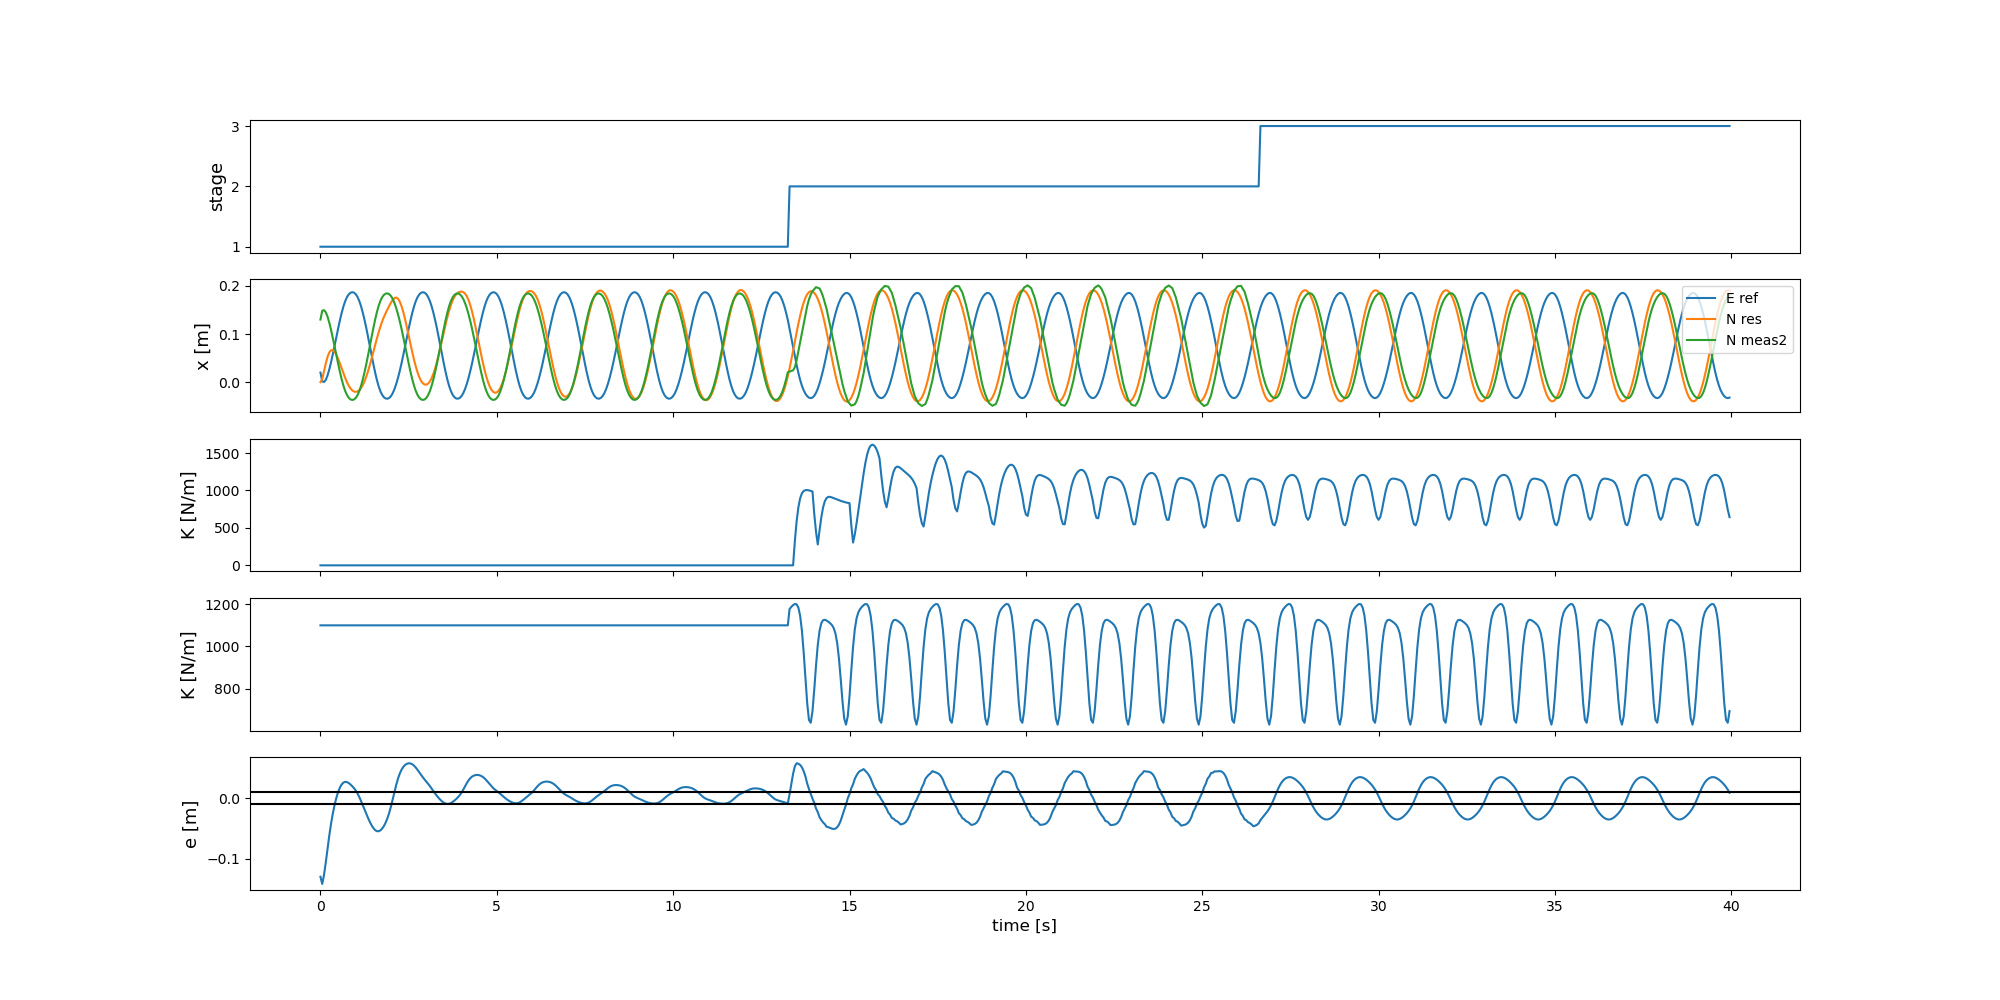 stage
3
2
1
x [m]
0.2
0.1
0.0
E ref
N res
N meas2
K [N/m]
1500
1000
500
0
K [N/m]
1200
1000
800
e [m]
0.0
−0.1
0 5 10 15 20 25 30 35 40
time [s]